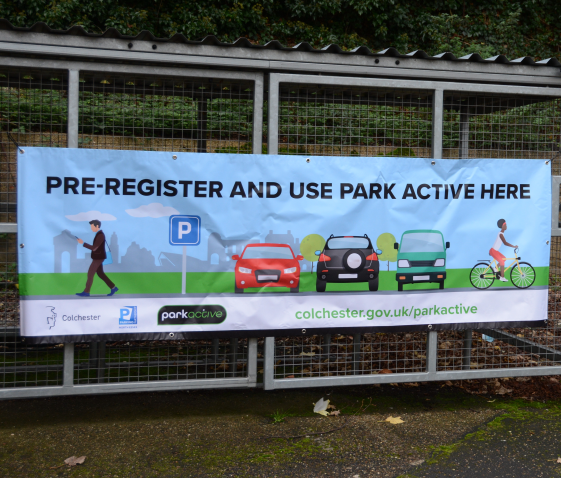 PRE-REGISTER AND USE PARK ACTIVE HERE
P
Colchester
P
parkactive
colchester.gov.uk/parkactive